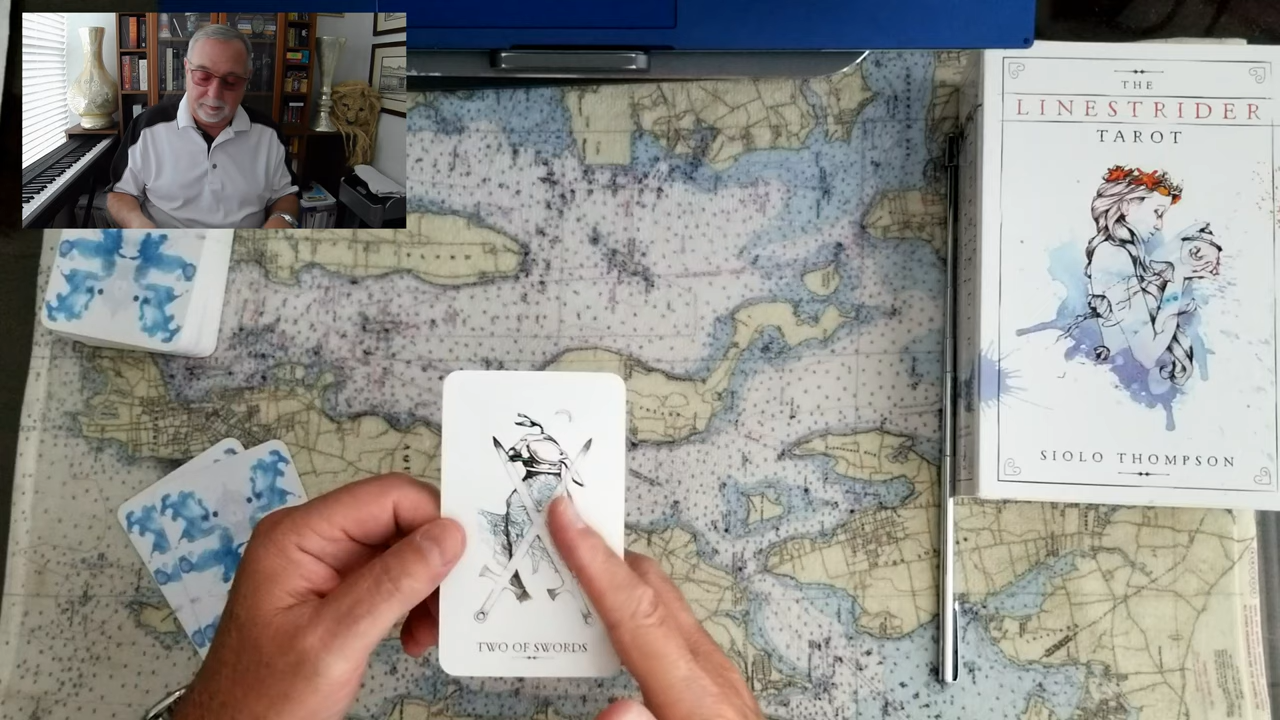 THE
LINESTRIDER
TAROT
SIOLO THOMPSON
TWO OF SWORDS